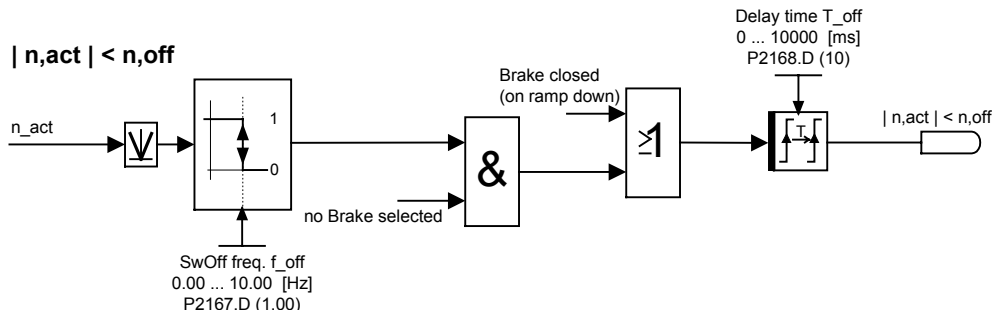 Delay time T_off
0 ... 10000 [ms]
P2168.D (10)
| n,act | < n,off
Brake closed
(on ramp down)
n_act
1
0
&
≥1
T
| n,act | < n,off
no Brake selected
SwOff freq. f_off
0.00 ... 10.00 [Hz]
P2167.D (1.00)